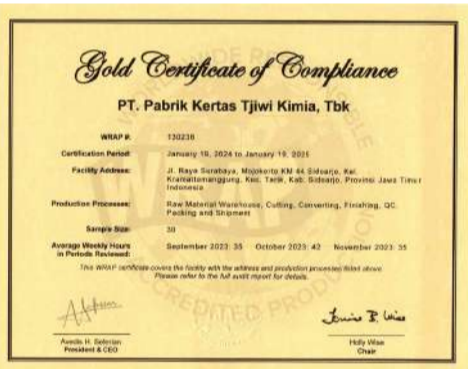 Gold Certificate of Compliance
PT. Pabrik Kertas Tjiwi Kimia, Tbk
WRAP #: 130238
Certification Period: January 19, 2024 to January 19, 2025
Facility Address: Jl. Raya Surabaya, Mojokerto KM 44 Sidoarjo, Kel.
Kramattemanggung, Kec. Tarik, Kab. Sidoarjo, Provinsi Jawa Timur
Indonesia
Production Processes: Raw Material Warehouse, Cutting, Converting, Finishing, QC,
Packing and Shipment
Sample Size: 30
Average Weekly Hours September 2023: 35 October 2023: 42 November 2023: 35
in Periods Reviewed:
This WRAP certificate covers the facility with the address and production processes listed above.
Please refer to the full audit report for details.
Avedis H. Seferian
President & CEO
Holly Wise
Chair